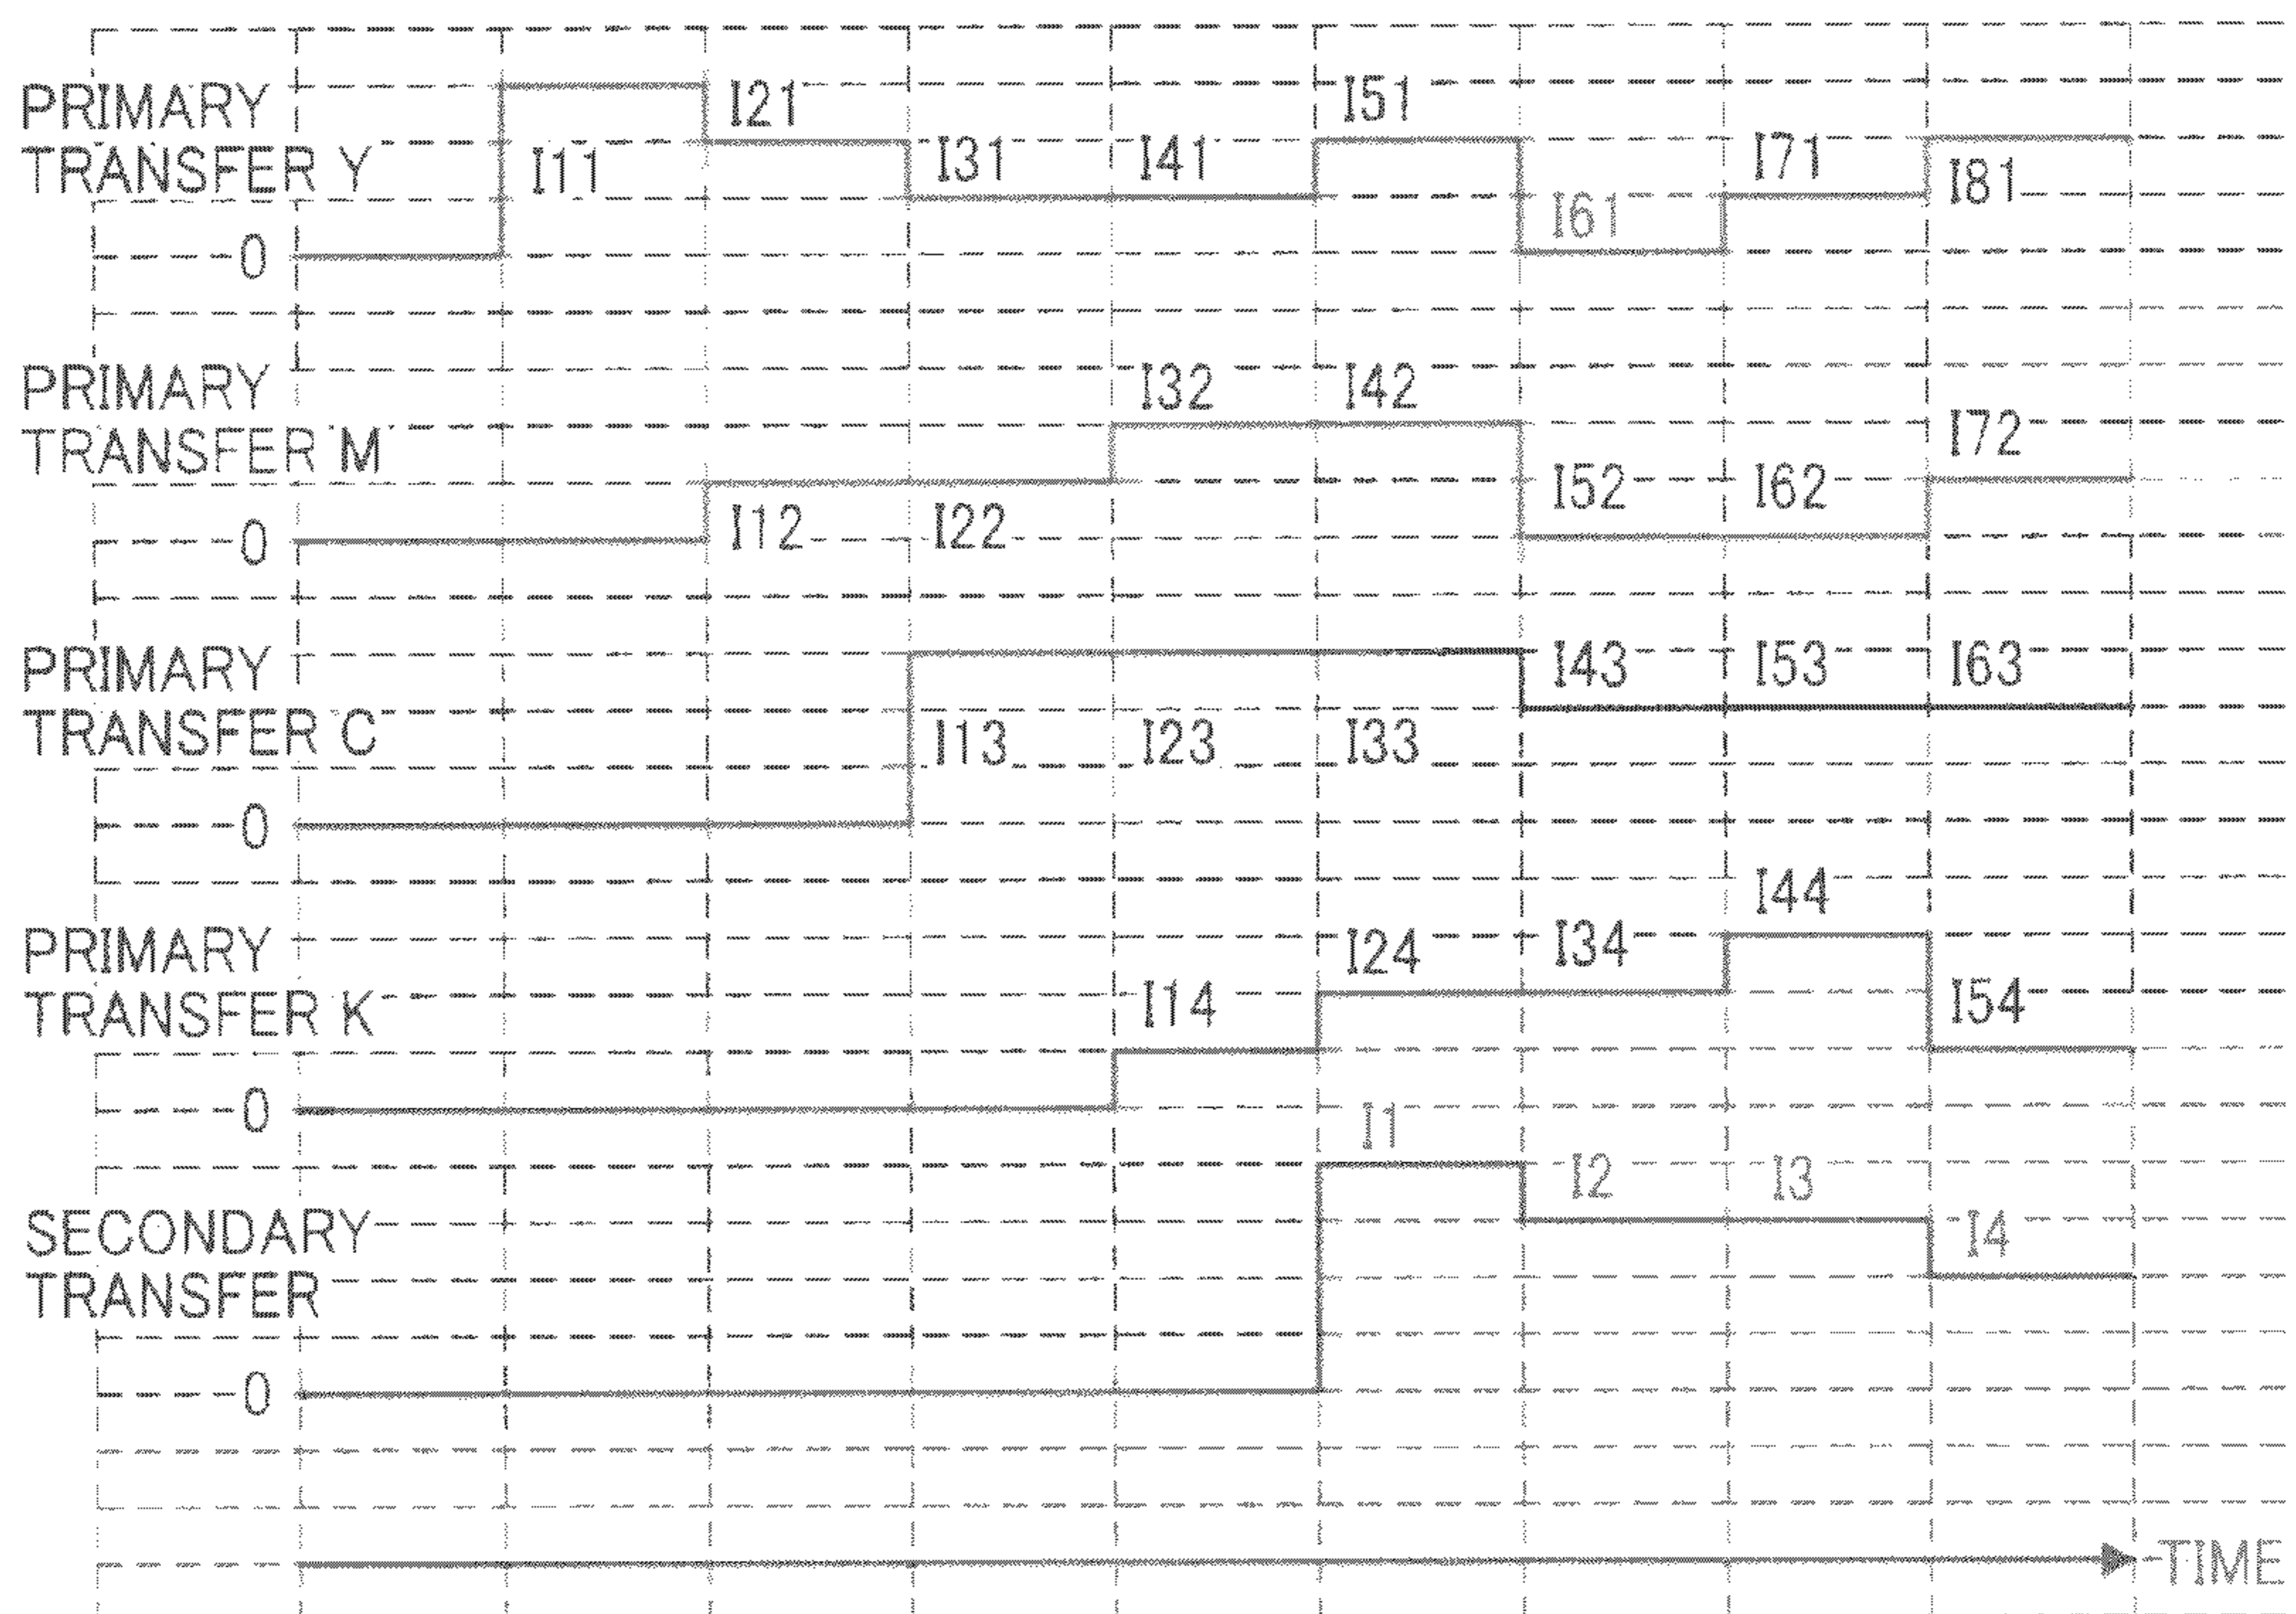 I51
PRIMARY I21
TRANSFER Y I11 I31 I41 I71 I81
I61
0
PRIMARY I32 I42
TRANSFER M I72
I52 I62
0 I12 I22
PRIMARY I43 I53 I63
TRANSFER C I13 I23 I33
0
I44
PRIMARY I24 I34
TRANSFER K I14 I54
0 I1
I2 I3
SECONDARY I4
TRANSFER
0
TIME